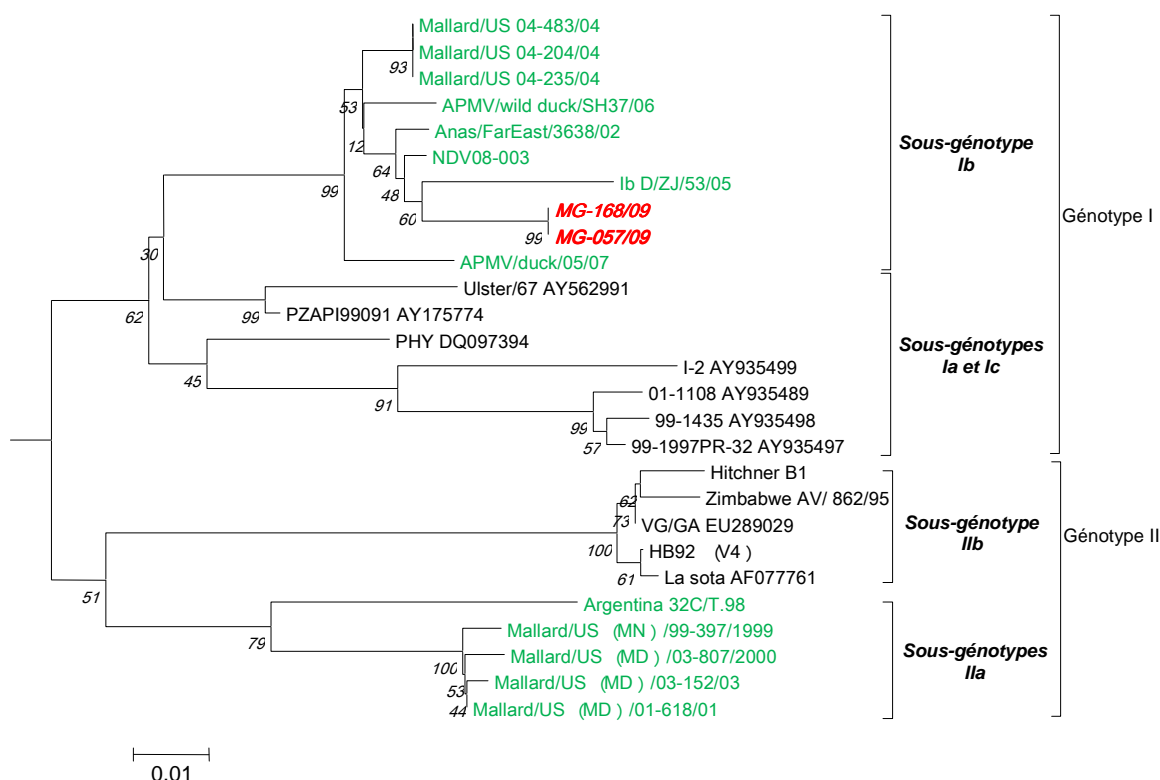 Mallard/US 04-483/04
Mallard/US 04-204/04
93
Mallard/US 04-235/04
53
APMV/wild duck/SH37/06
Anas/FarEast/3638/02
12
Sous-génotype
Ib
NDV08-003
64
Ib D/ZJ/53/05
99
48
MG-168/09
60
Génotype I
MG-057/09
99
30
APMV/duck/05/07
Ulster/67 AY562991
PZAPI99091 AY175774
99
62
PHY DQ097394
Sous-génotypes
Ia et Ic
I-2 AY935499
45
01-1108 AY935489
91
99-1435 AY935498
99
99-1997PR-32 AY935497
57
Hitchner B1
62
Zimbabwe AV/ 862/95
73
VG/GA EU289029
Sous-génotype
IIb
Génotype II
100
HB92 (V4)
La sota AF077761
61
51
Argentina 32C/T.98
Mallard/US (MN) /99-397/1999
79
Sous-génotypes
IIa
Mallard/US (MD) /03-807/2000
100
Mallard/US (MD) /03-152/03
53
Mallard/US (MD) /01-618/01
44
0.01